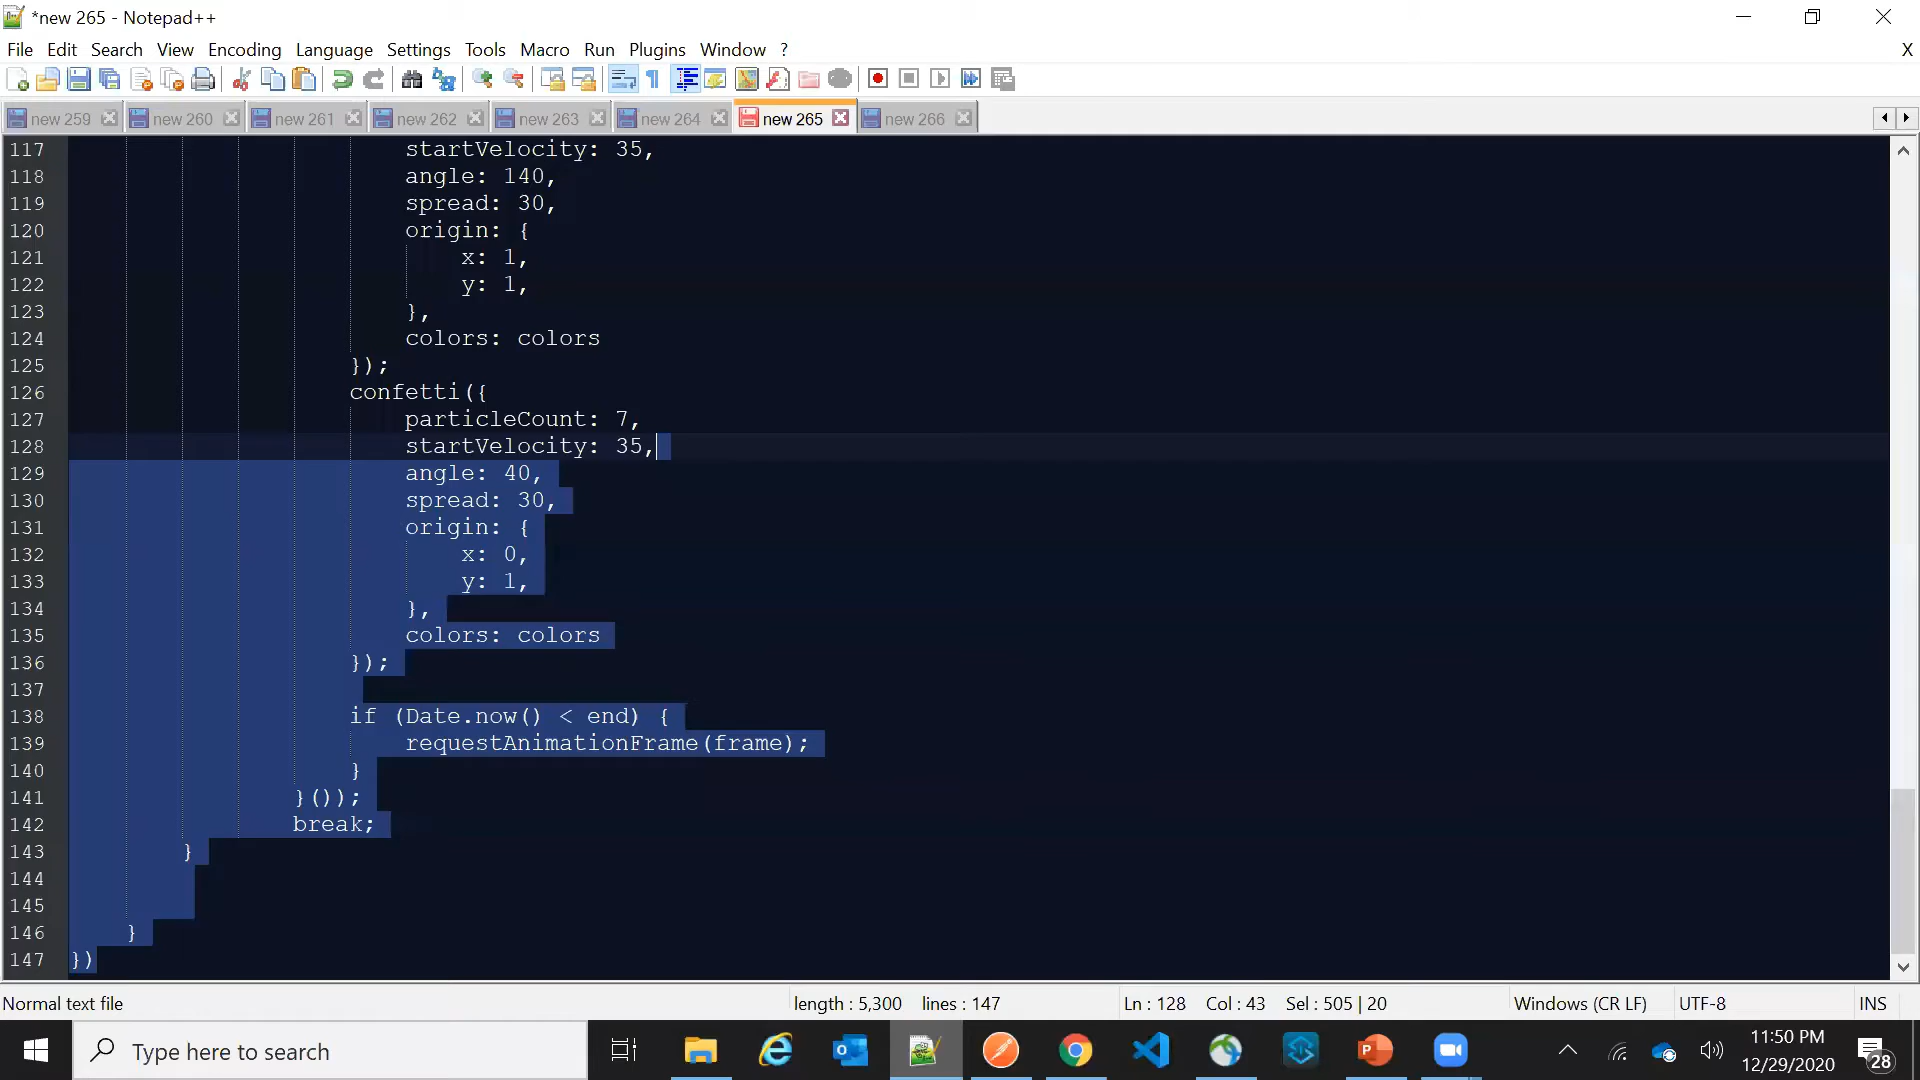 *new 265 - Notepad++
File Edit Search View Encoding Language Settings Tools Macro Run Plugins Window ? X
new 259 new 260 new 261 new 262 new 263 new 264 new 265 new 266
117 startVelocity: 35,
118 angle: 140,
119 spread: 30,
120 origin: {
121 x: 1,
122 y: 1,
123 },
124 colors: colors
125 });
126 confetti({
127 particleCount: 7,
128 startVelocity: 35,
129 angle: 40,
130 spread: 30,
131 origin: {
132 x: 0,
133 y: 1,
134 },
135 colors: colors
136 });
137
138 if (Date.now() < end) {
139 requestAnimationFrame(frame);
140 }
141 }());
142 break;
143 }
144
145
146 }
147 })
Normal text file length : 5,300 lines : 147 Ln : 128 Col : 43 Sel : 505 | 20 Windows (CR LF) UTF-8 INS
Type here to search
11:50 PM
12/29/2020
28